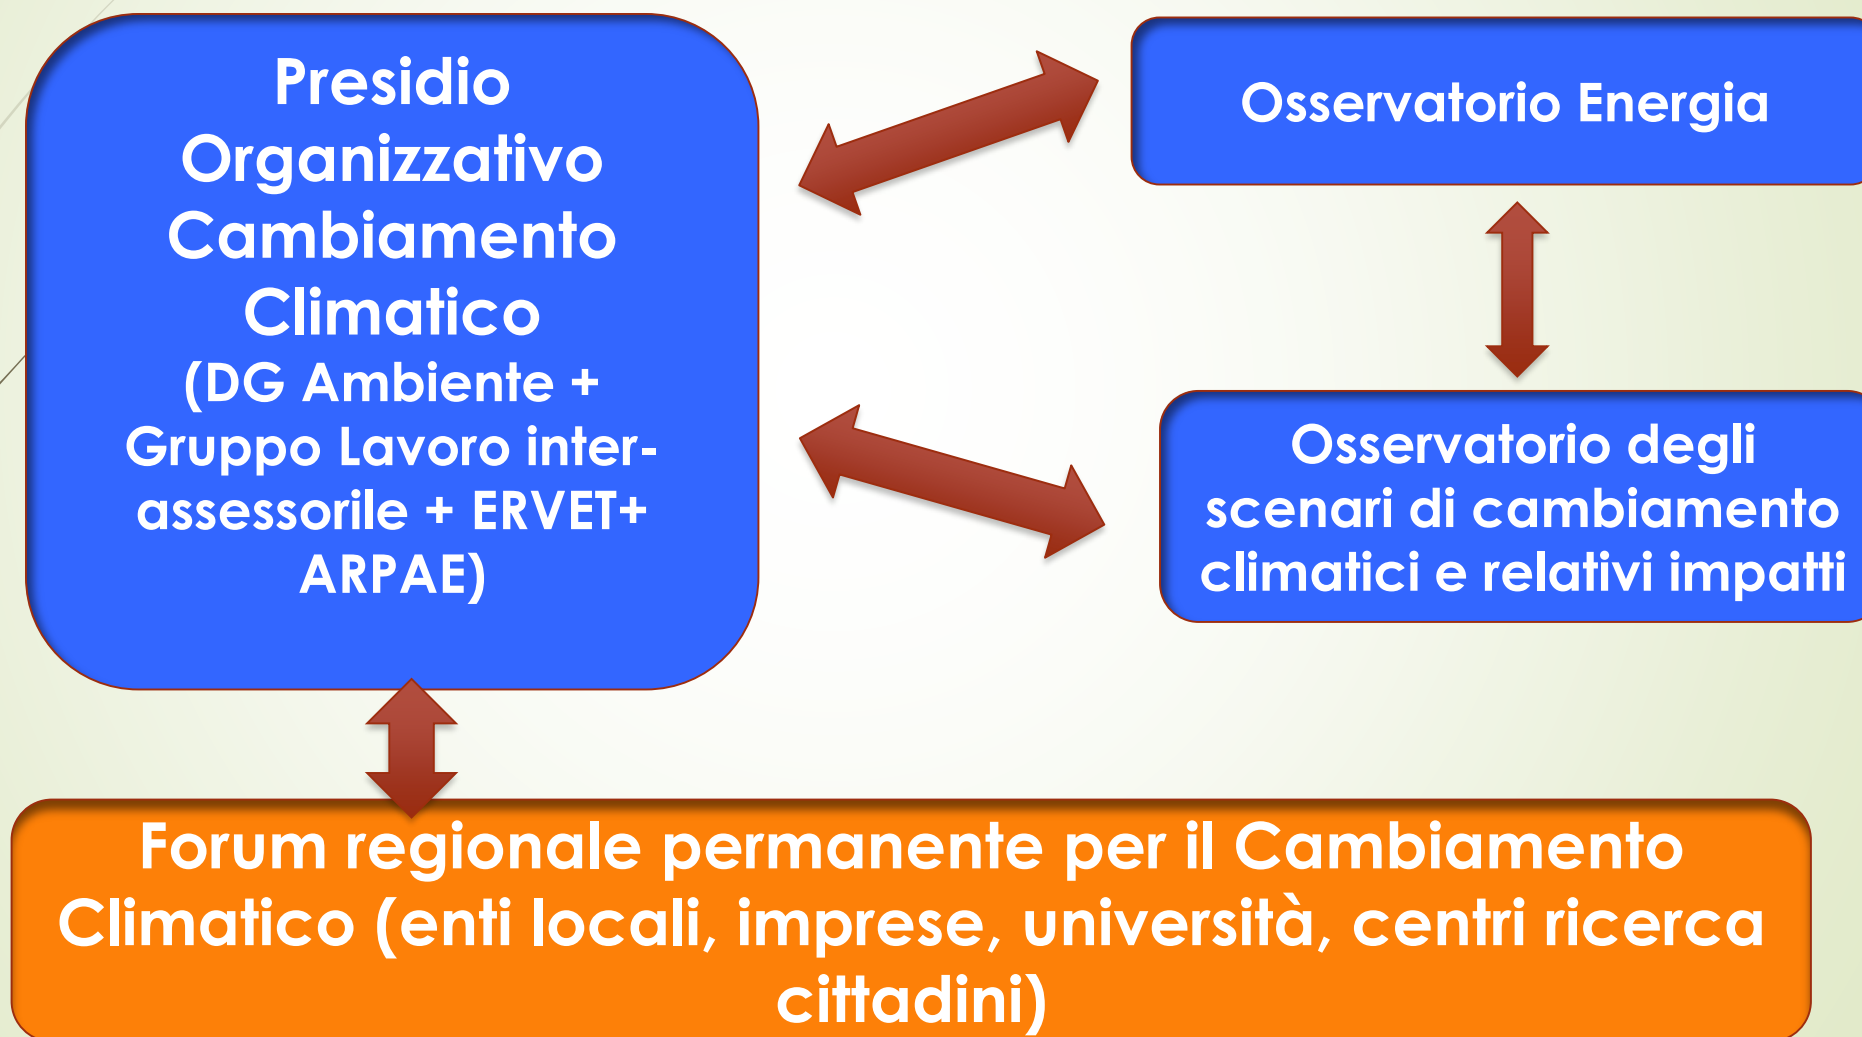 Presidio
Organizzativo
Cambiamento
Climatico
(DG Ambiente +
Gruppo Lavoro inter-
assessorile + ERVET+
ARPAE)
Osservatorio Energia
Osservatorio degli
scenari di cambiamento
climatici e relativi impatti
Forum regionale permanente per il Cambiamento
Climatico (enti locali, imprese, università, centri ricerca
cittadini)